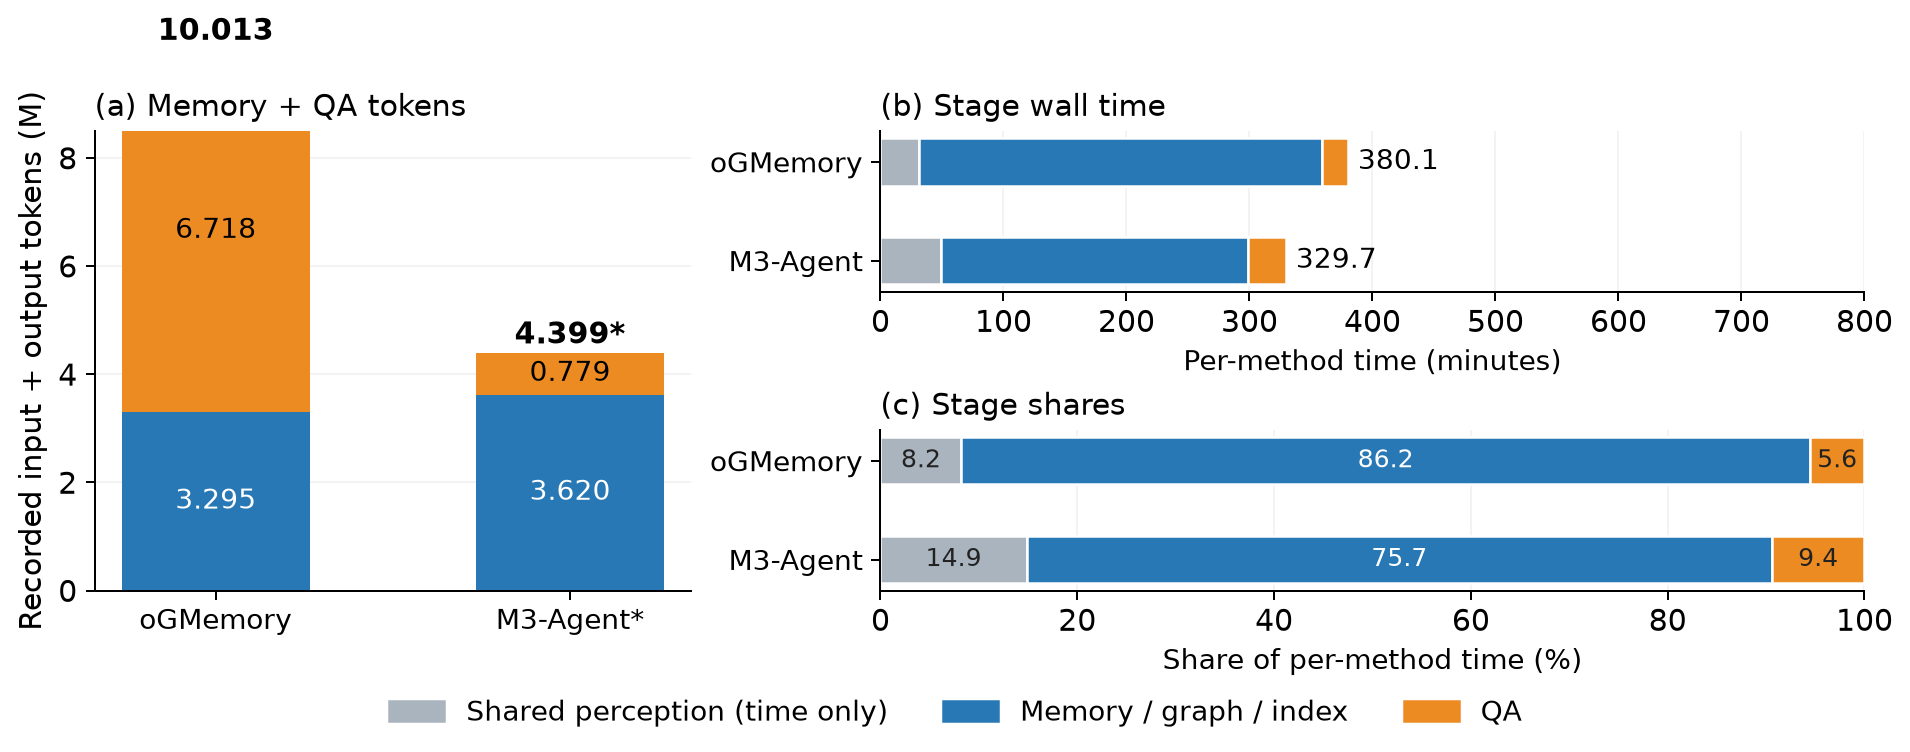 10.013
(a) Memory + QA tokens
Recorded input + output tokens (M)
8
6
4
2
0
6.718
3.295
4.399*
0.779
3.620
oGMemory
M3-Agent*
(b) Stage wall time
oGMemory
380.1
M3-Agent
329.7
0 100 200 300 400 500 600 700 800
Per-method time (minutes)
(c) Stage shares
oGMemory
8.2 86.2 5.6
M3-Agent
14.9 75.7 9.4
0 20 40 60 80 100
Share of per-method time (%)
Shared perception (time only) Memory / graph / index QA